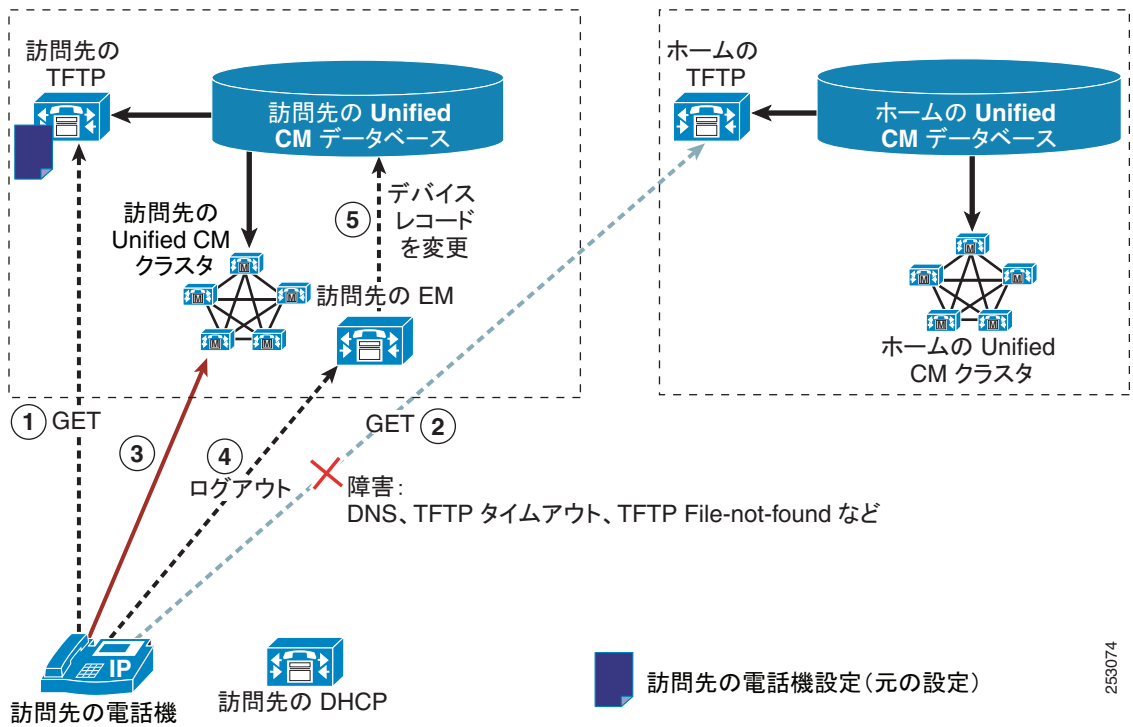 訪問先の
TFTP
訪問先の Unified
CM データベース
ホームの
TFTP
ホームの Unified
CM データベース
訪問先の
Unified CM
クラスタ
M
M
M
M
M
5
デバイス
レコード
を変更
訪問先の EM
M
M
M
M
M
ホームの Unified
CM クラスタ
1 GET
3
4
ログアウト
GET 2
障害:
DNS、TFTP タイムアウト、TFTP File-not-found など
IP
訪問先の電話機
訪問先の DHCP
訪問先の電話機設定(元の設定)
253074